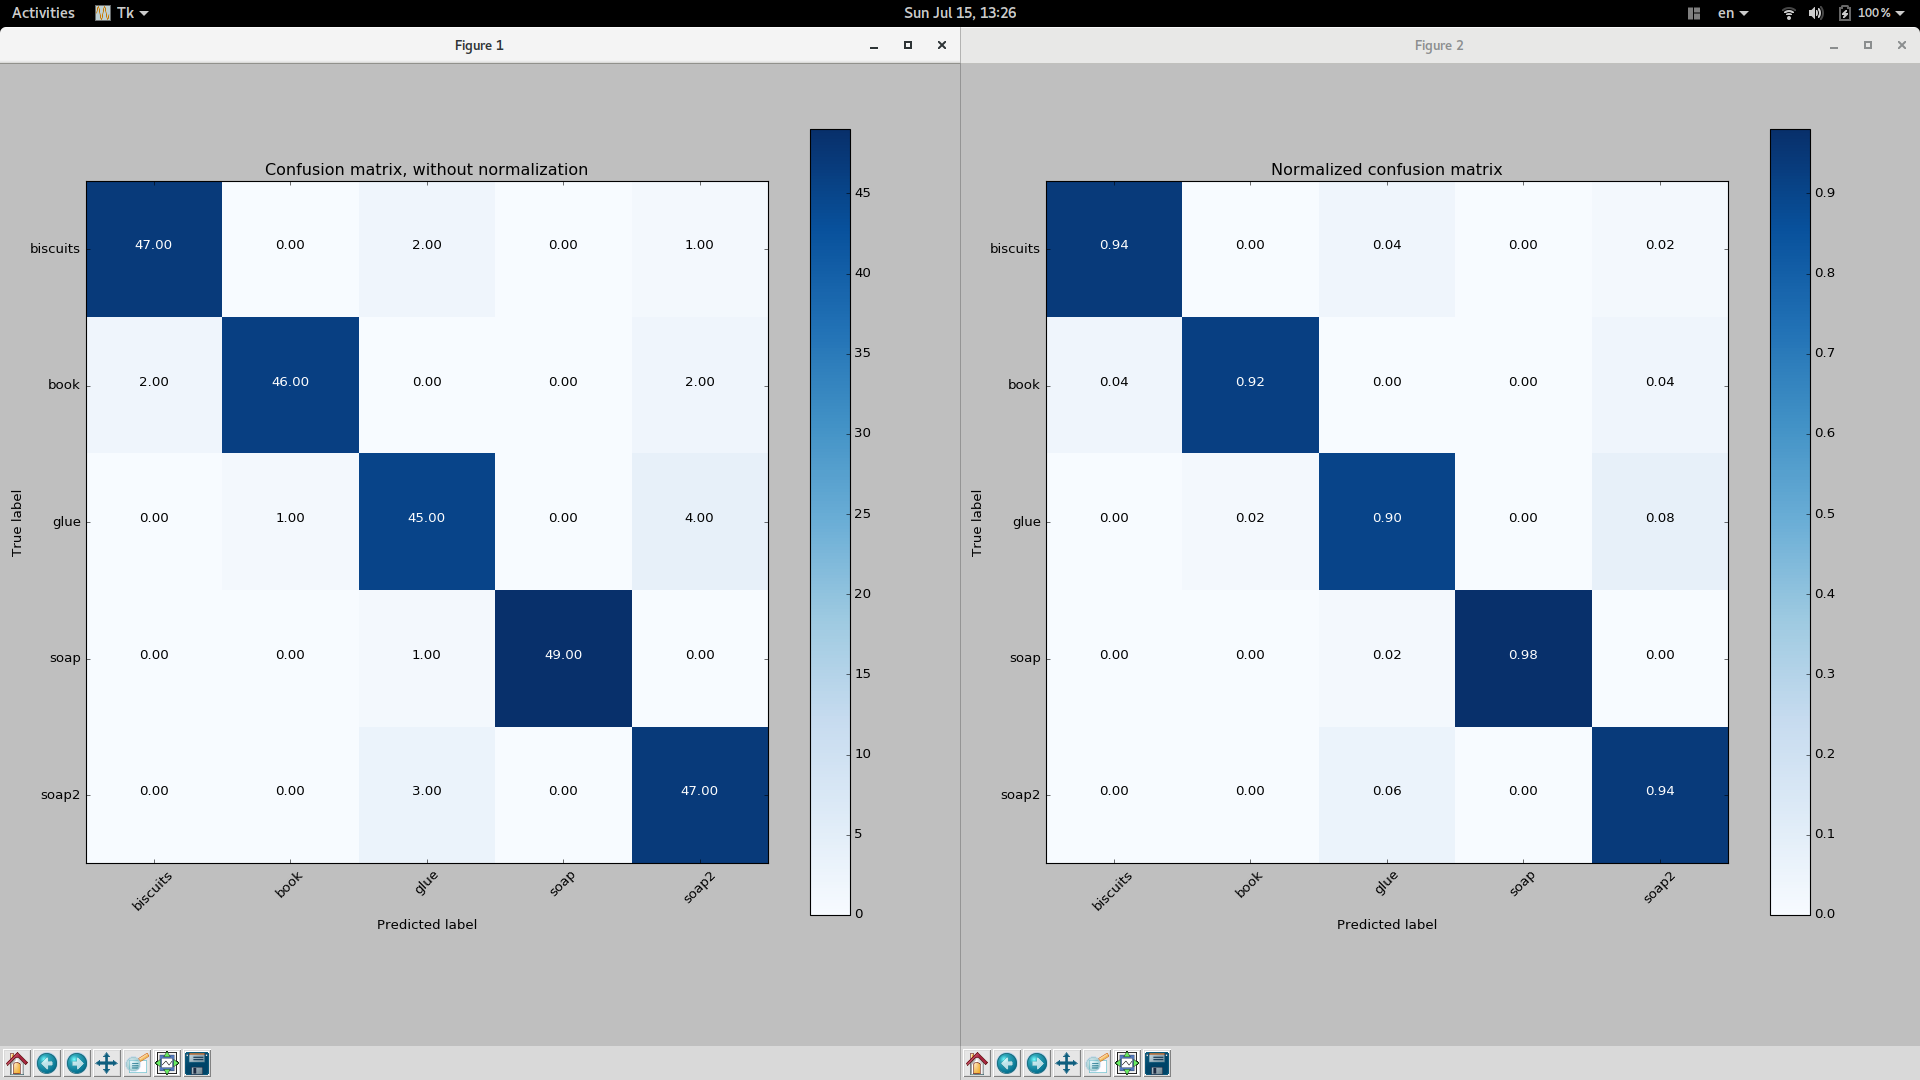 Activities Tk Sun Jul 15, 13:26 en 100%
Figure 1
Confusion matrix, without normalization
biscuits 47.00 0.00 2.00 0.00 1.00
book 2.00 46.00 0.00 0.00 2.00
glue 0.00 1.00 45.00 0.00 4.00
soap 0.00 0.00 1.00 49.00 0.00
soap2 0.00 0.00 3.00 0.00 47.00
True label
biscuits book glue soap soap2
Predicted label
45
40
35
30
25
20
15
10
5
0
Figure 2
Normalized confusion matrix
biscuits 0.94 0.00 0.04 0.00 0.02
book 0.04 0.92 0.00 0.00 0.04
glue 0.00 0.02 0.90 0.00 0.08
soap 0.00 0.00 0.02 0.98 0.00
soap2 0.00 0.00 0.06 0.00 0.94
True label
biscuits book glue soap soap2
Predicted label
0.9
0.8
0.7
0.6
0.5
0.4
0.3
0.2
0.1
0.0